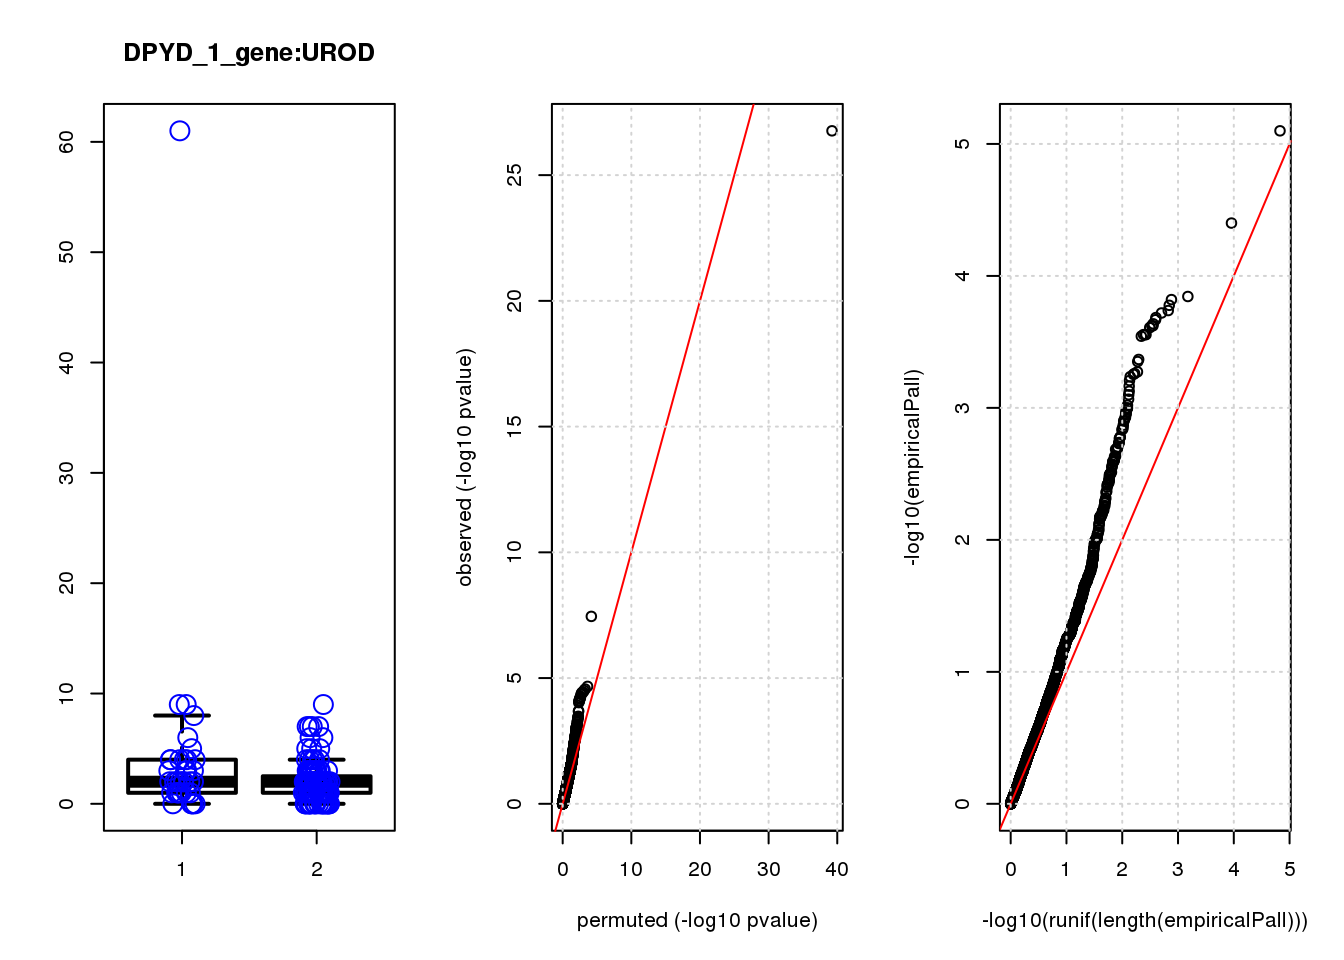 DPYD_1_gene:UROD
0 10 20 30 40 50 60
1 2
observed (-log10 pvalue)
0 5 10 15 20 25
0 10 20 30 40
permuted (-log10 pvalue)
-log10(empiricalPall)
0 1 2 3 4 5
0 1 2 3 4 5
-log10(runif(length(empiricalPall)))